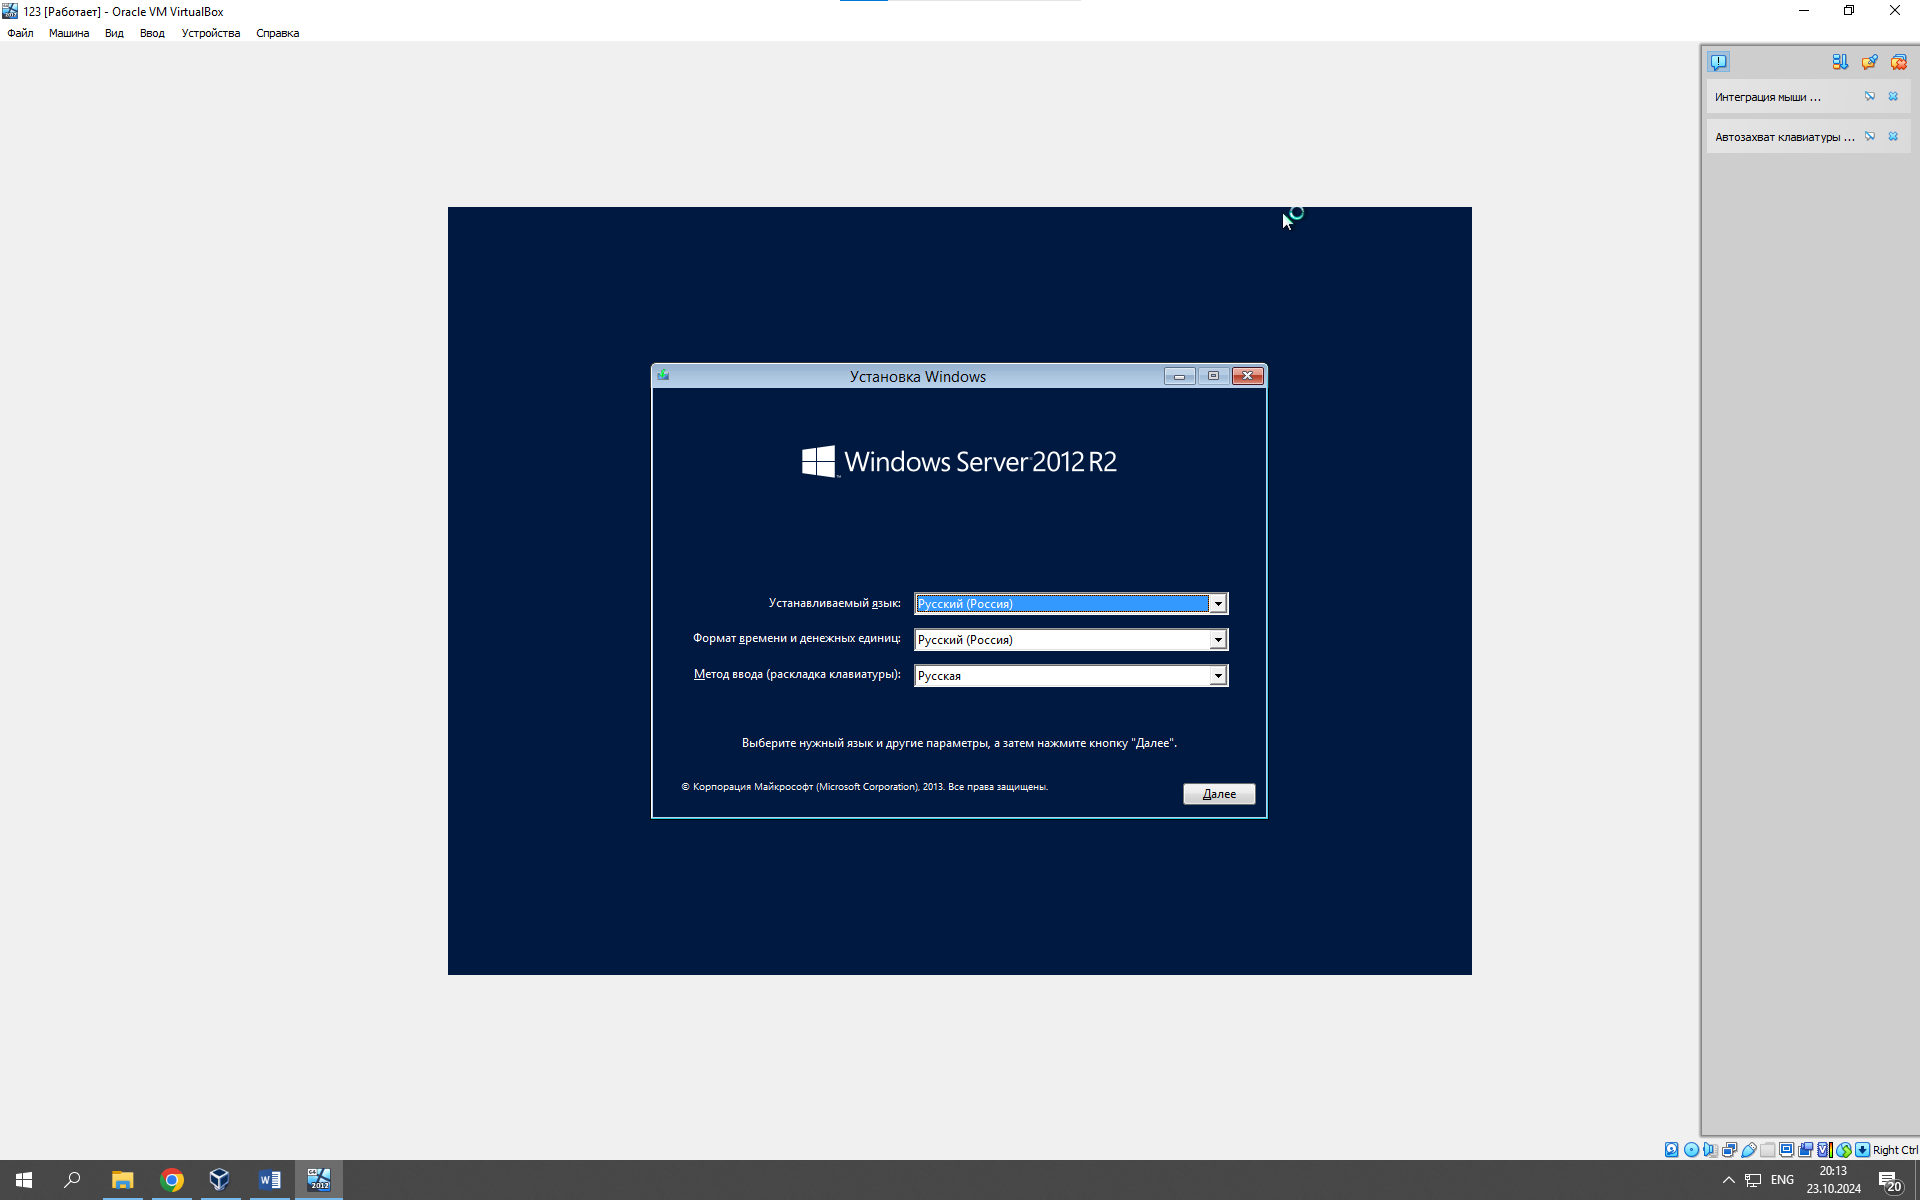 123 [Работает] - Oracle VM VirtualBox
Файл Машина Вид Ввод Устройства Справка
Интеграция мыши ...
Автозахват клавиатуры ...
Установка Windows
Windows Server 2012 R2
Устанавливаемый язык: Русский (Россия)
Формат времени и денежных единиц: Русский (Россия)
Метод ввода (раскладка клавиатуры): Русская
Выберите нужный язык и другие параметры, а затем нажмите кнопку "Далее".
© Корпорация Майкрософт (Microsoft Corporation), 2013. Все права защищены.
Далее
Right Ctrl
64
2012
ENG
20:13
23.10.2024
20